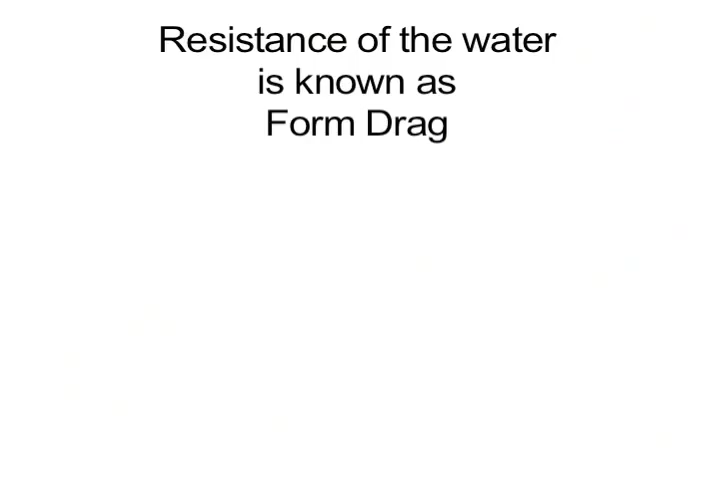 Resistance of the water
is known as
Form Drag